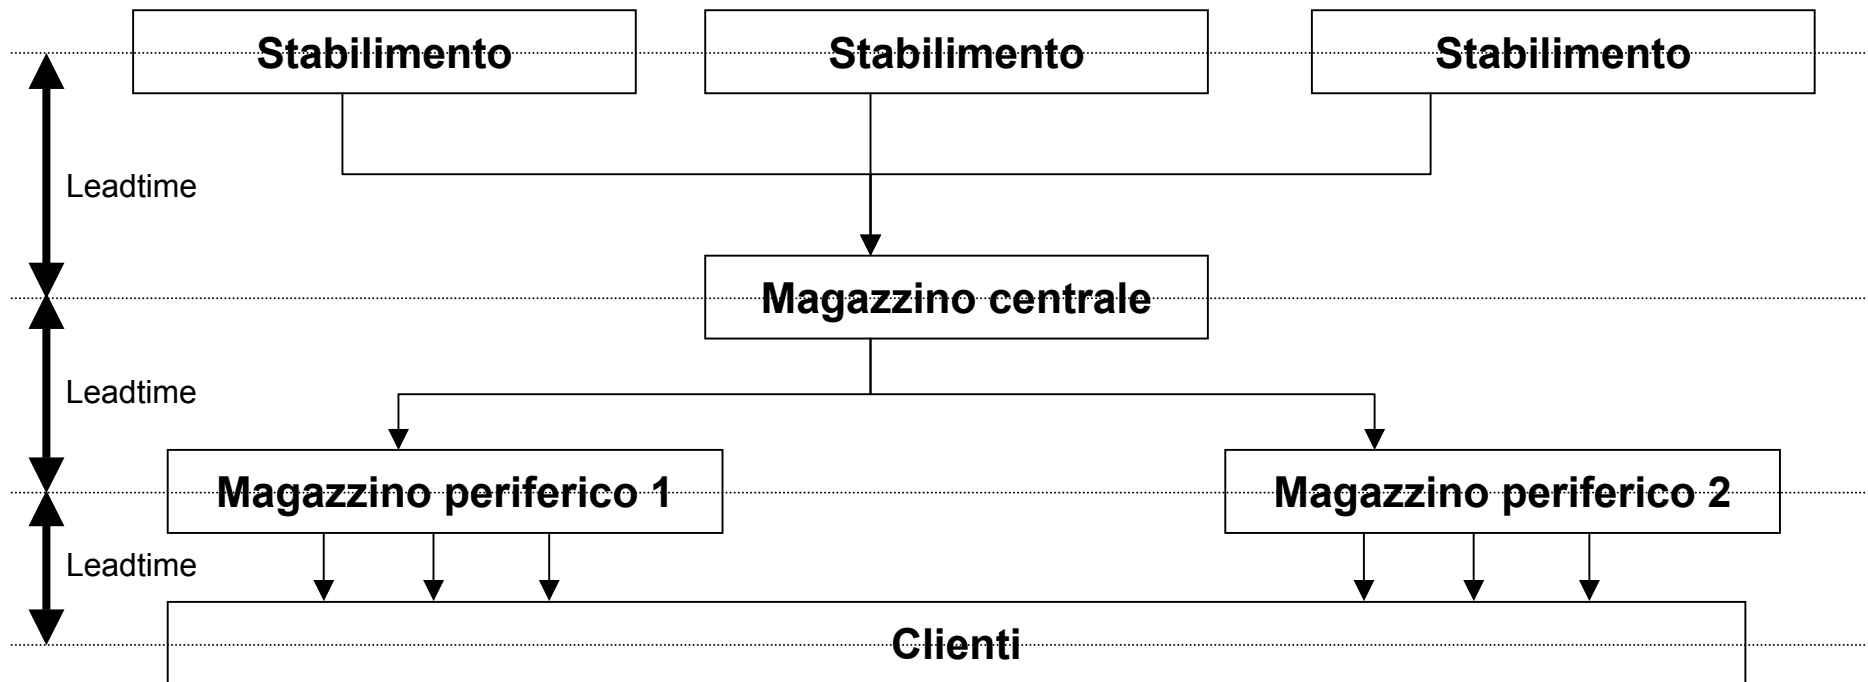 Stabilimento
Stabilimento
Stabilimento
Leadtime
Magazzino centrale
Leadtime
Magazzino periferico 1
Magazzino periferico 2
Leadtime
Clienti